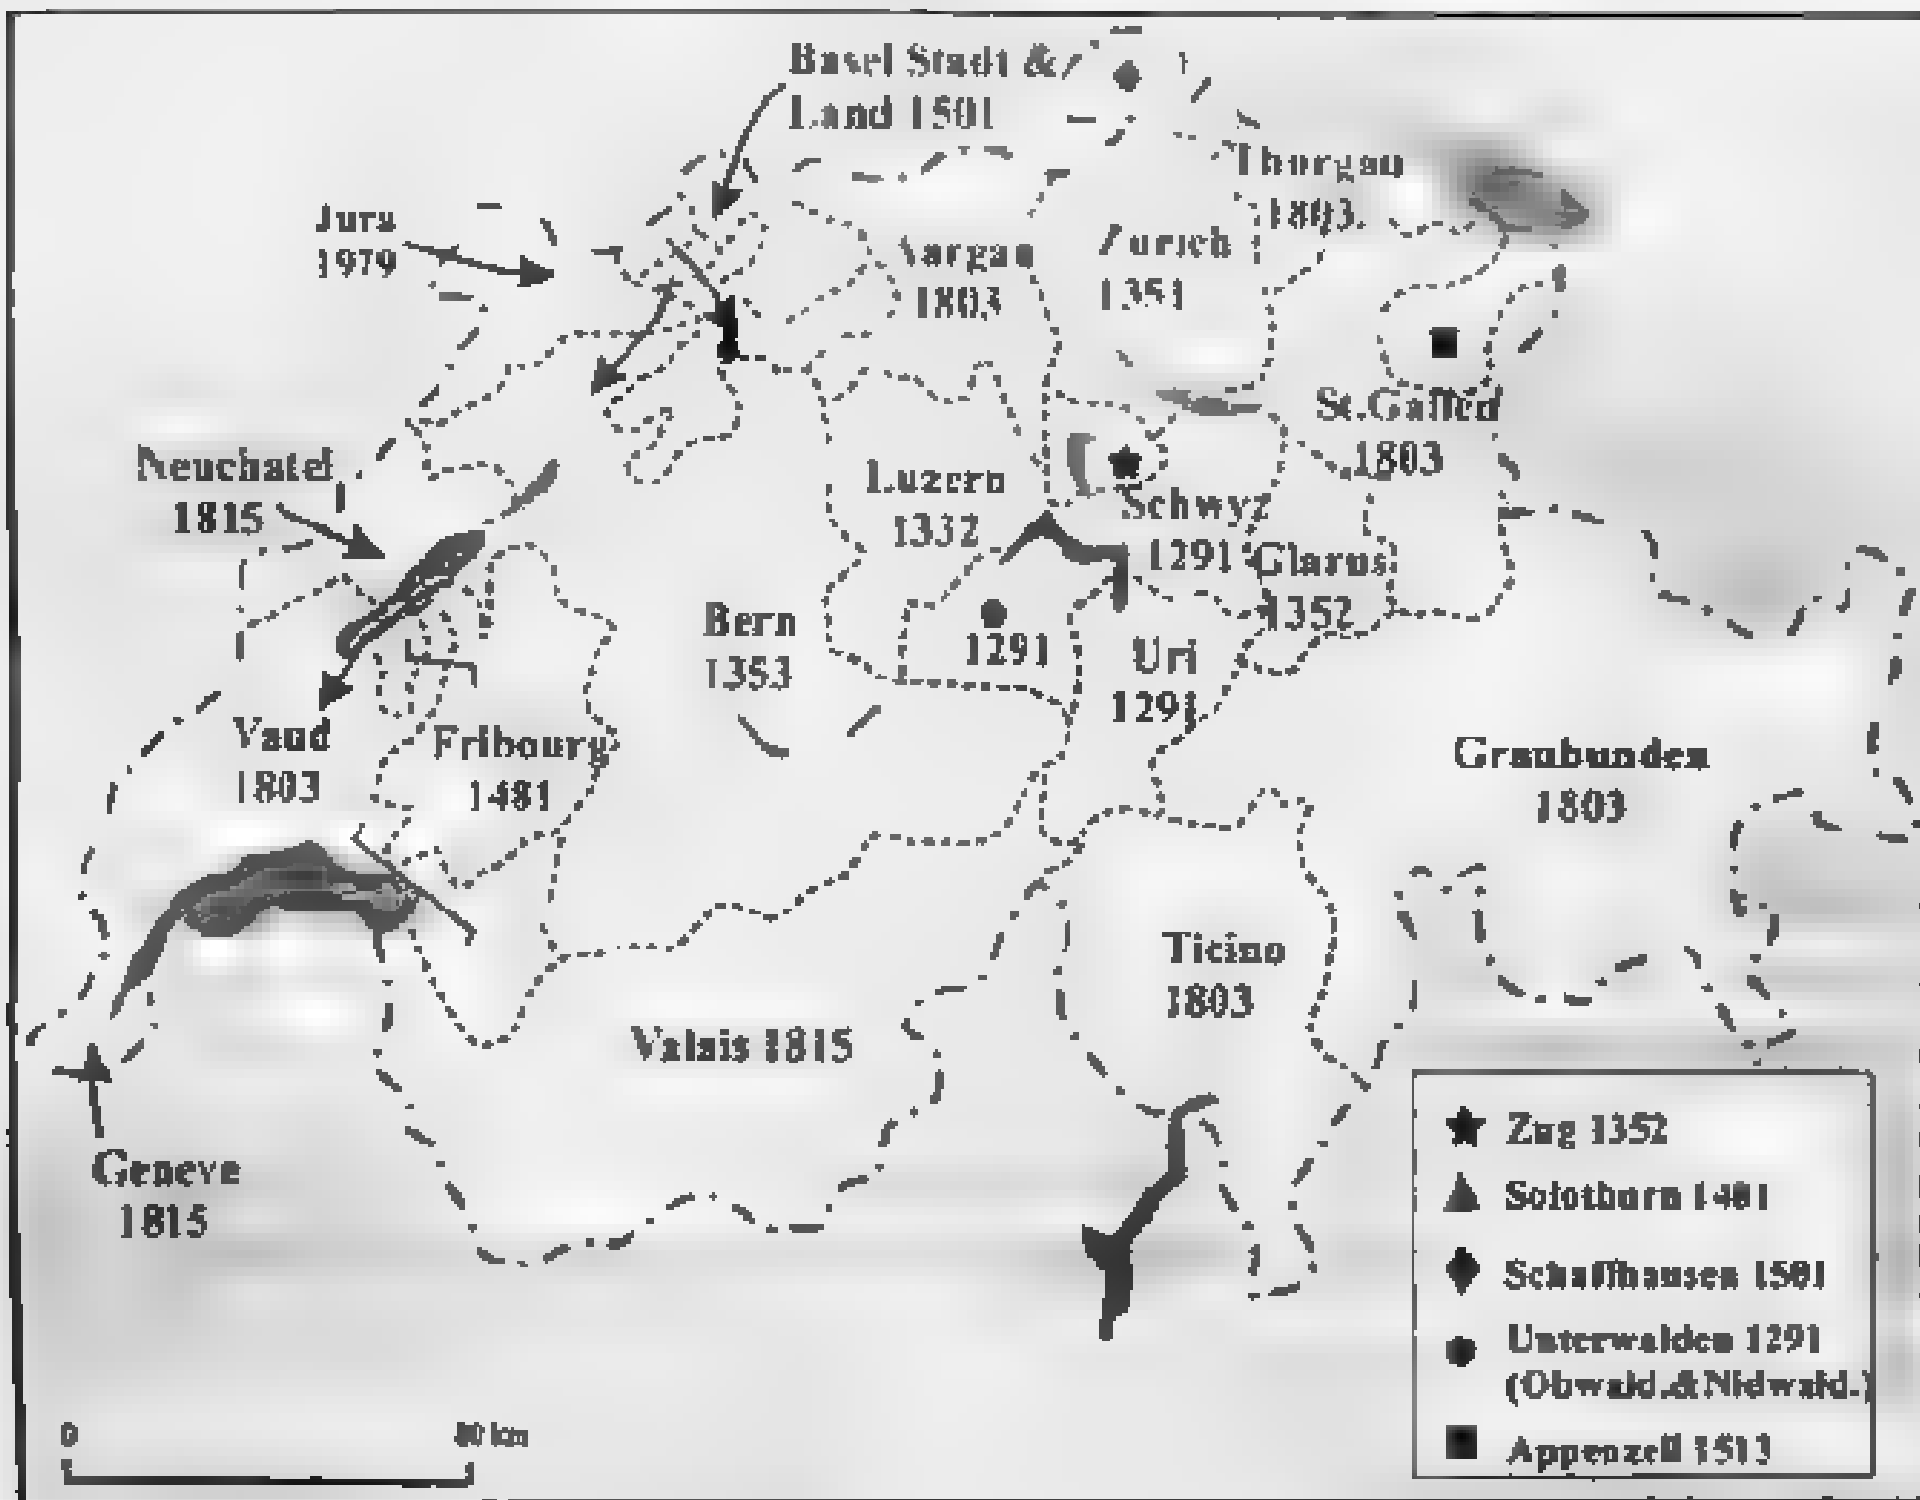 Basel Stadt &
Land 1501
Thurgau
1803
Jura
1979
Aargau
1803
Zurich
1351
St.Gallen
1803
Neuchatel
1815
Luzern
1332
Schwyz
1291
Glarus
1352
Bern
1353
1291
Uri
1291
Vaud
1803
Fribourg
1481
Graubunden
1803
Ticino
1803
Valais 1815
Geneve
1815
Zug 1352
Solothurn 1481
Schaffhausen 1501
Unterwalden 1291
(Obwald.&Nidwald.)
Appenzell 1513
0
km